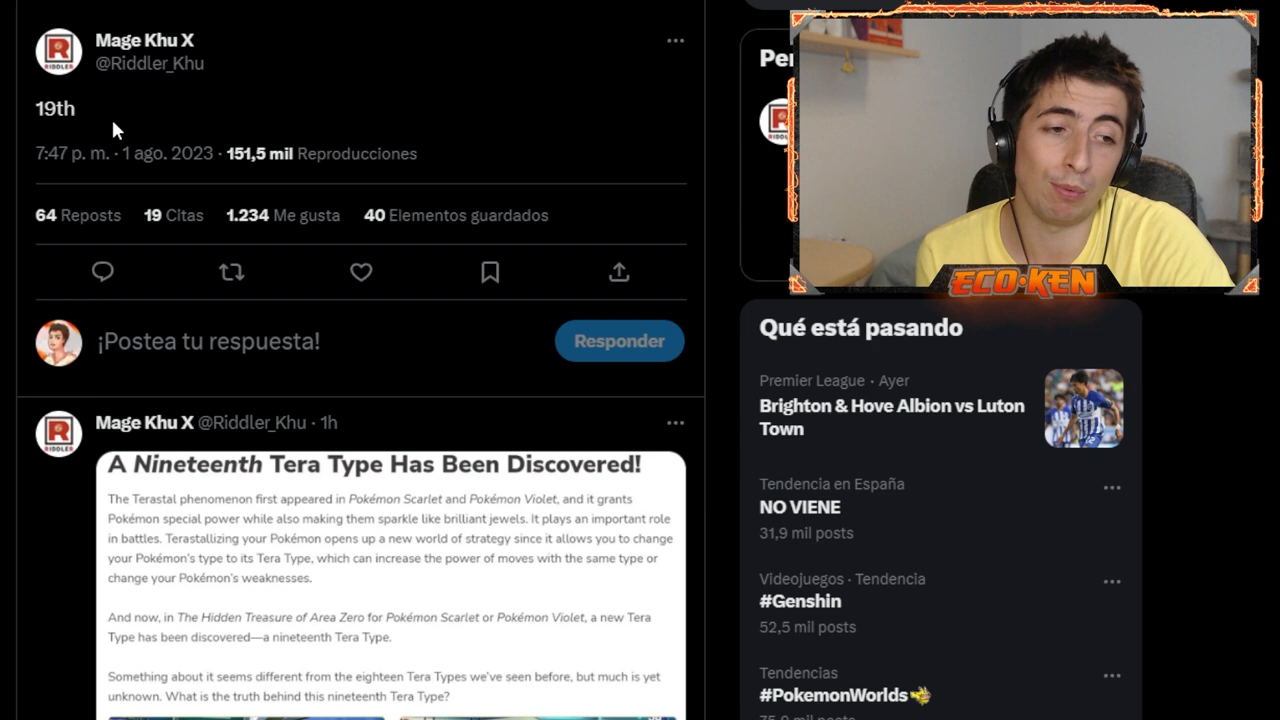 Mage Khu X
@Riddler_Khu
19th
7:47 p. m. · 1 ago. 2023 · 151,5 mil Reproducciones
64 Reposts 19 Citas 1.234 Me gusta 40 Elementos guardados
¡Postea tu respuesta!
Responder
Mage Khu X @Riddler_Khu · 1h
A Nineteenth Tera Type Has Been Discovered!
The Terastal phenomenon first appeared in Pokémon Scarlet and Pokémon Violet, and it grants
Pokémon special power while also making them sparkle like brilliant jewels. It plays an important role
in battles. Terastallizing your Pokémon opens up a new world of strategy since it allows you to change
your Pokémon's type to its Tera Type, which can increase the power of moves with the same type or
change your Pokémon's weaknesses.
And now, in The Hidden Treasure of Area Zero for Pokémon Scarlet or Pokémon Violet, a new Tera
Type has been discovered—a nineteenth Tera Type.
Something about it seems different from the eighteen Tera Types we've seen before, but much is yet
unknown. What is the truth behind this nineteenth Tera Type?
ECO·KEN
Qué está pasando
Premier League · Ayer
Brighton & Hove Albion vs Luton
Town
Tendencia en España
NO VIENE
31,9 mil posts
Videojuegos · Tendencia
#Genshin
52,5 mil posts
Tendencias
#PokemonWorlds